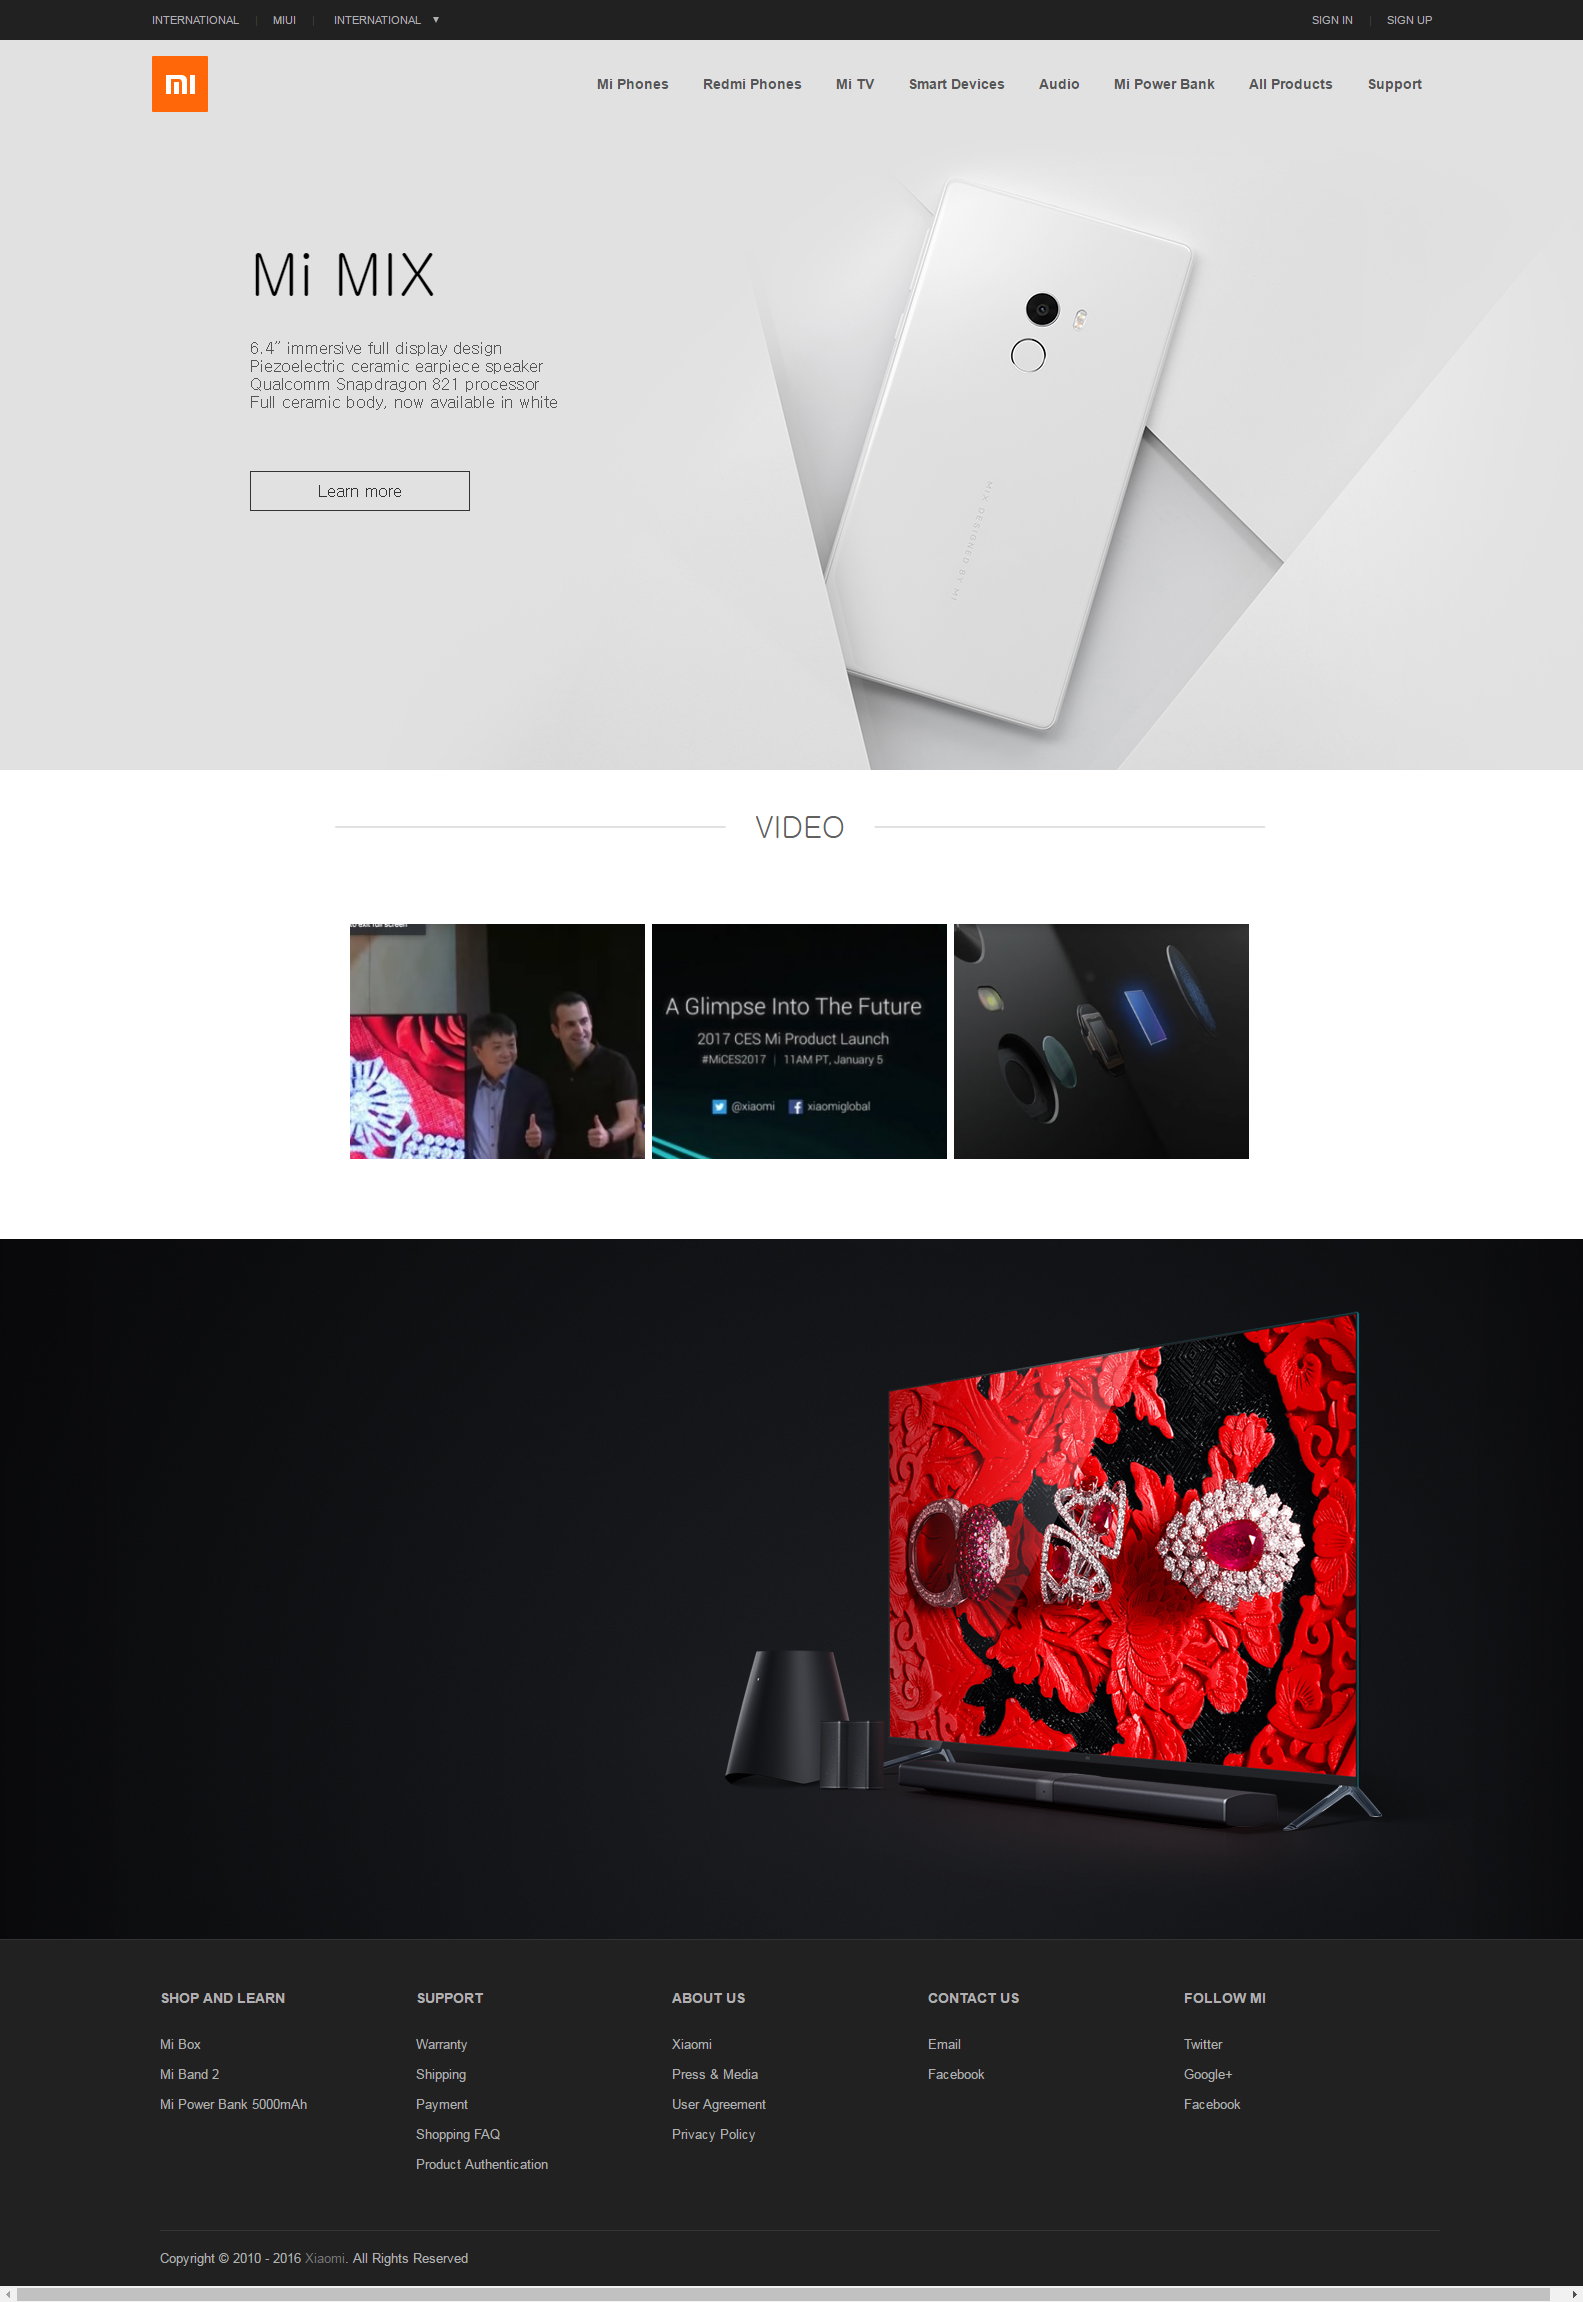 INTERNATIONAL | MIUI | INTERNATIONAL ▼ SIGN IN | SIGN UP
mi
Mi Phones Redmi Phones Mi TV Smart Devices Audio Mi Power Bank All Products Support
Mi MIX
6.4" immersive full display design
Piezoelectric ceramic earpiece speaker
Qualcomm Snapdragon 821 processor
Full ceramic body, now available in white
Learn more
MIX DESIGNED BY MI
VIDEO
to exit full screen
A Glimpse Into The Future
2017 CES Mi Product Launch
#MiCES2017 | 11AM PT, January 5
@xiaomi xiaomiglobal
SHOP AND LEARN
Mi Box
Mi Band 2
Mi Power Bank 5000mAh
SUPPORT
Warranty
Shipping
Payment
Shopping FAQ
Product Authentication
ABOUT US
Xiaomi
Press & Media
User Agreement
Privacy Policy
CONTACT US
Email
Facebook
FOLLOW MI
Twitter
Google+
Facebook
Copyright © 2010 - 2016 Xiaomi. All Rights Reserved